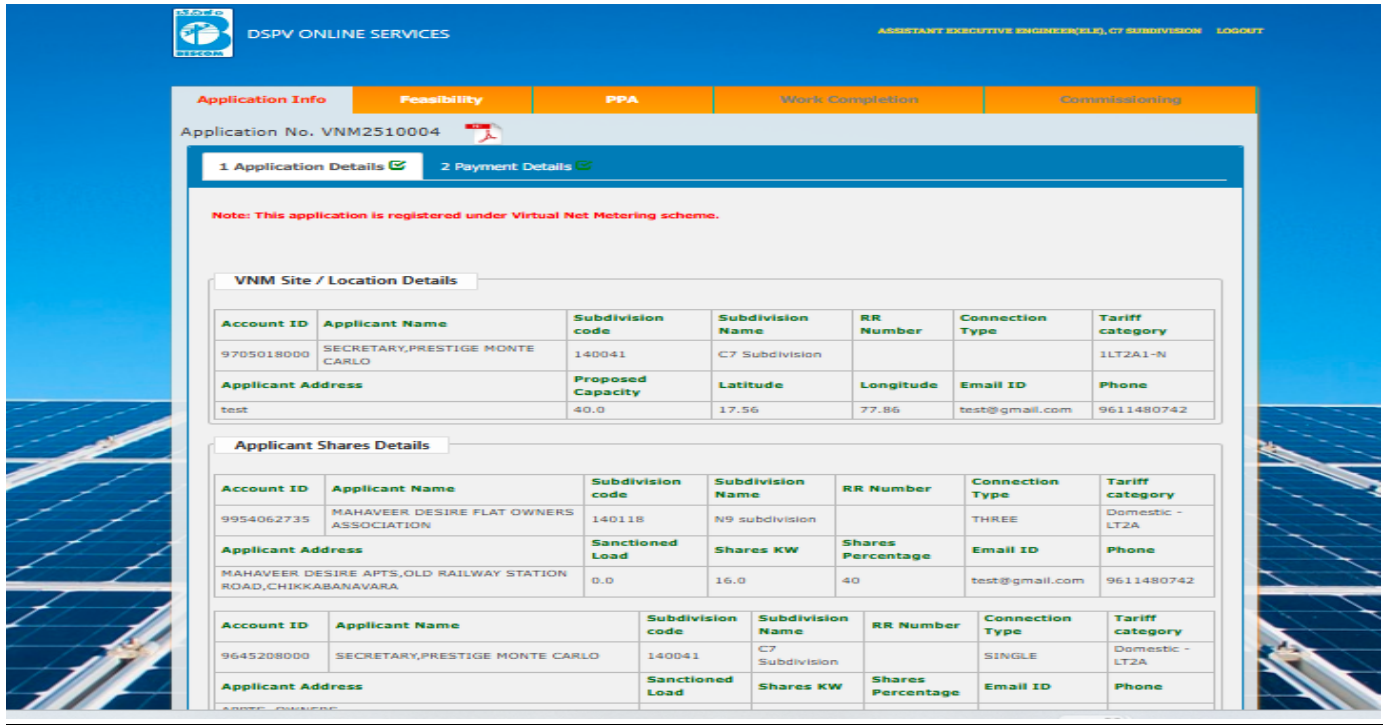 BESCOM
DSPV ONLINE SERVICES
ASSISTANT EXECUTIVE ENGINEER(ELE), C7 SUBDIVISION LOGOUT
Application Info Feasibility PPA Work Completion Commissioning
Application No. VNM2510004
1 Application Details 2 Payment Details
Note: This application is registered under Virtual Net Metering scheme.
VNM Site / Location Details
Account ID Applicant Name Subdivision code Subdivision Name RR Number Connection Type Tariff category
9705018000 SECRETARY,PRESTIGE MONTE CARLO 140041 C7 Subdivision 1LT2A1-N
Applicant Address Proposed Capacity Latitude Longitude Email ID Phone
test 40.0 17.56 77.86 test@gmail.com 9611480742
Applicant Shares Details
Account ID Applicant Name Subdivision code Subdivision Name RR Number Connection Type Tariff category
9954062735 MAHAVEER DESIRE FLAT OWNERS ASSOCIATION 140118 N9 subdivision THREE Domestic - LT2A
Applicant Address Sanctioned Load Shares KW Shares Percentage Email ID Phone
MAHAVEER DESIRE APTS,OLD RAILWAY STATION ROAD,CHIKKABANAVARA 0.0 16.0 40 test@gmail.com 9611480742
Account ID Applicant Name Subdivision code Subdivision Name RR Number Connection Type Tariff category
9645208000 SECRETARY,PRESTIGE MONTE CARLO 140041 C7 Subdivision SINGLE Domestic - LT2A
Applicant Address Sanctioned Load Shares KW Shares Percentage Email ID Phone